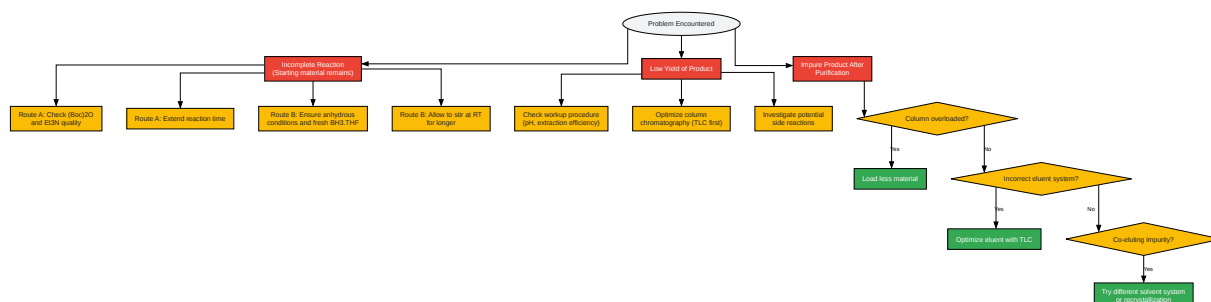 Problem Encountered
Incomplete Reaction
(Starting material remains)
Low Yield of Product
Impure Product After
Purification
Route A: Check (Boc)2O
and Et3N quality
Route A: Extend reaction time
Route B: Ensure anhydrous
conditions and fresh BH3.THF
Route B: Allow to stir at RT
for longer
Check workup procedure
(pH, extraction efficiency)
Optimize column
chromatography (TLC first)
Investigate potential
side reactions
Column overloaded?
Yes
No
Load less material
Incorrect eluent system?
Yes
No
Optimize eluent with TLC
Co-eluting impurity?
Yes
Try different solvent system
or recrystallization